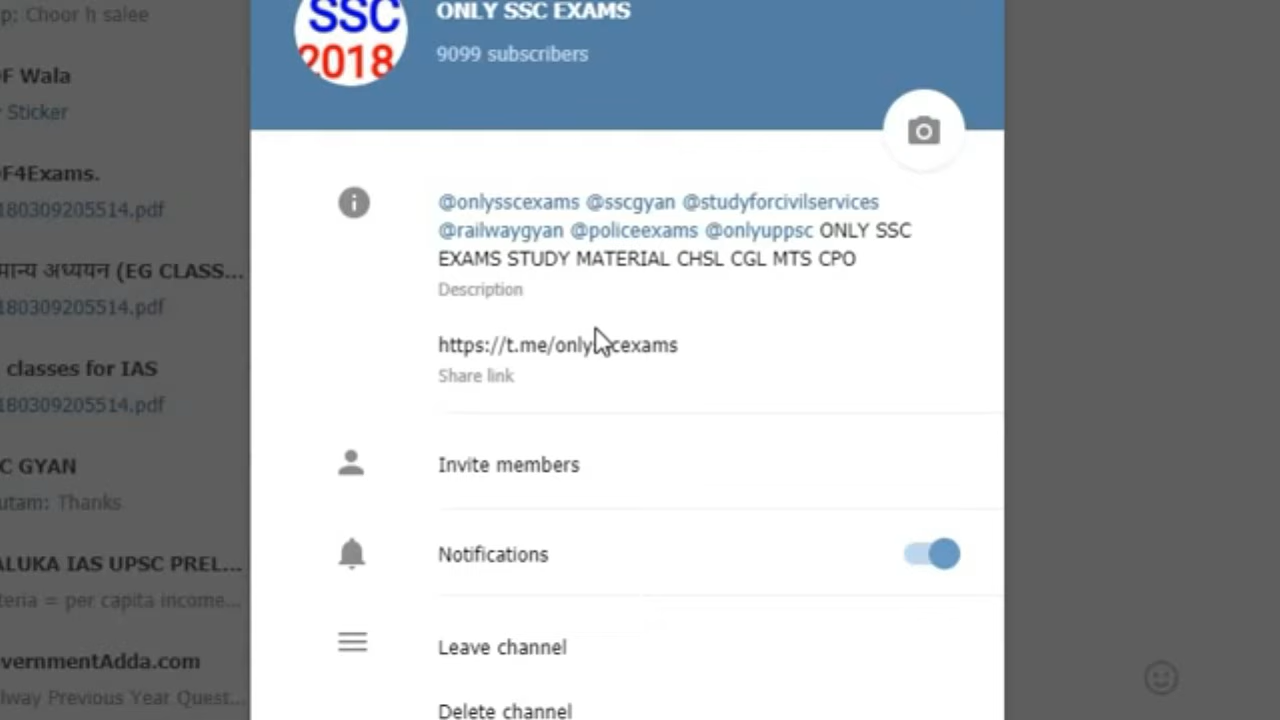 p: Choor h salee
F Wala
Sticker
F4Exams.
180309205514.pdf
मान्य अध्ययन (EG CLASS...
180309205514.pdf
classes for IAS
180309205514.pdf
C GYAN
utam: Thanks
ALUKA IAS UPSC PREL...
teria = per capita income...
vernmentAdda.com
lway Previous Year Quest...
SSC
2018
ONLY SSC EXAMS
9099 subscribers
@onlysscexams @sscgyan @studyforcivilservices
@railwaygyan @policeexams @onlyuppsc ONLY SSC
EXAMS STUDY MATERIAL CHSL CGL MTS CPO
Description
https://t.me/onlysscexams
Share link
Invite members
Notifications
Leave channel
Delete channel